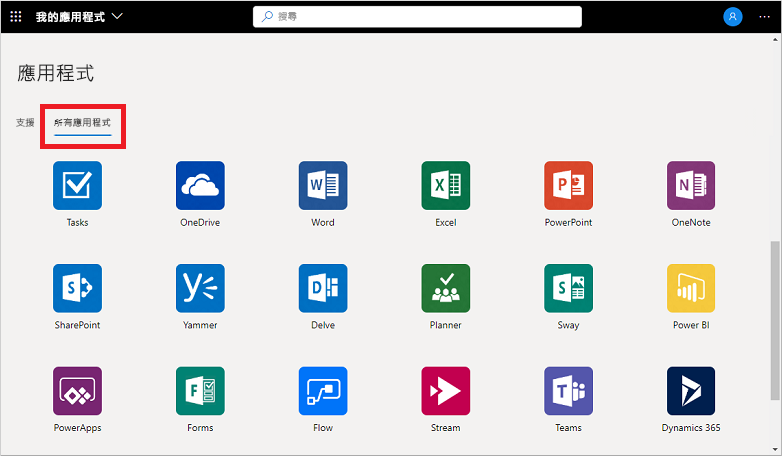 我的應用程式
搜尋
應用程式
支援 所有應用程式
Tasks OneDrive Word Excel PowerPoint OneNote
SharePoint Yammer Delve Planner Sway Power BI
PowerApps Forms Flow Stream Teams Dynamics 365